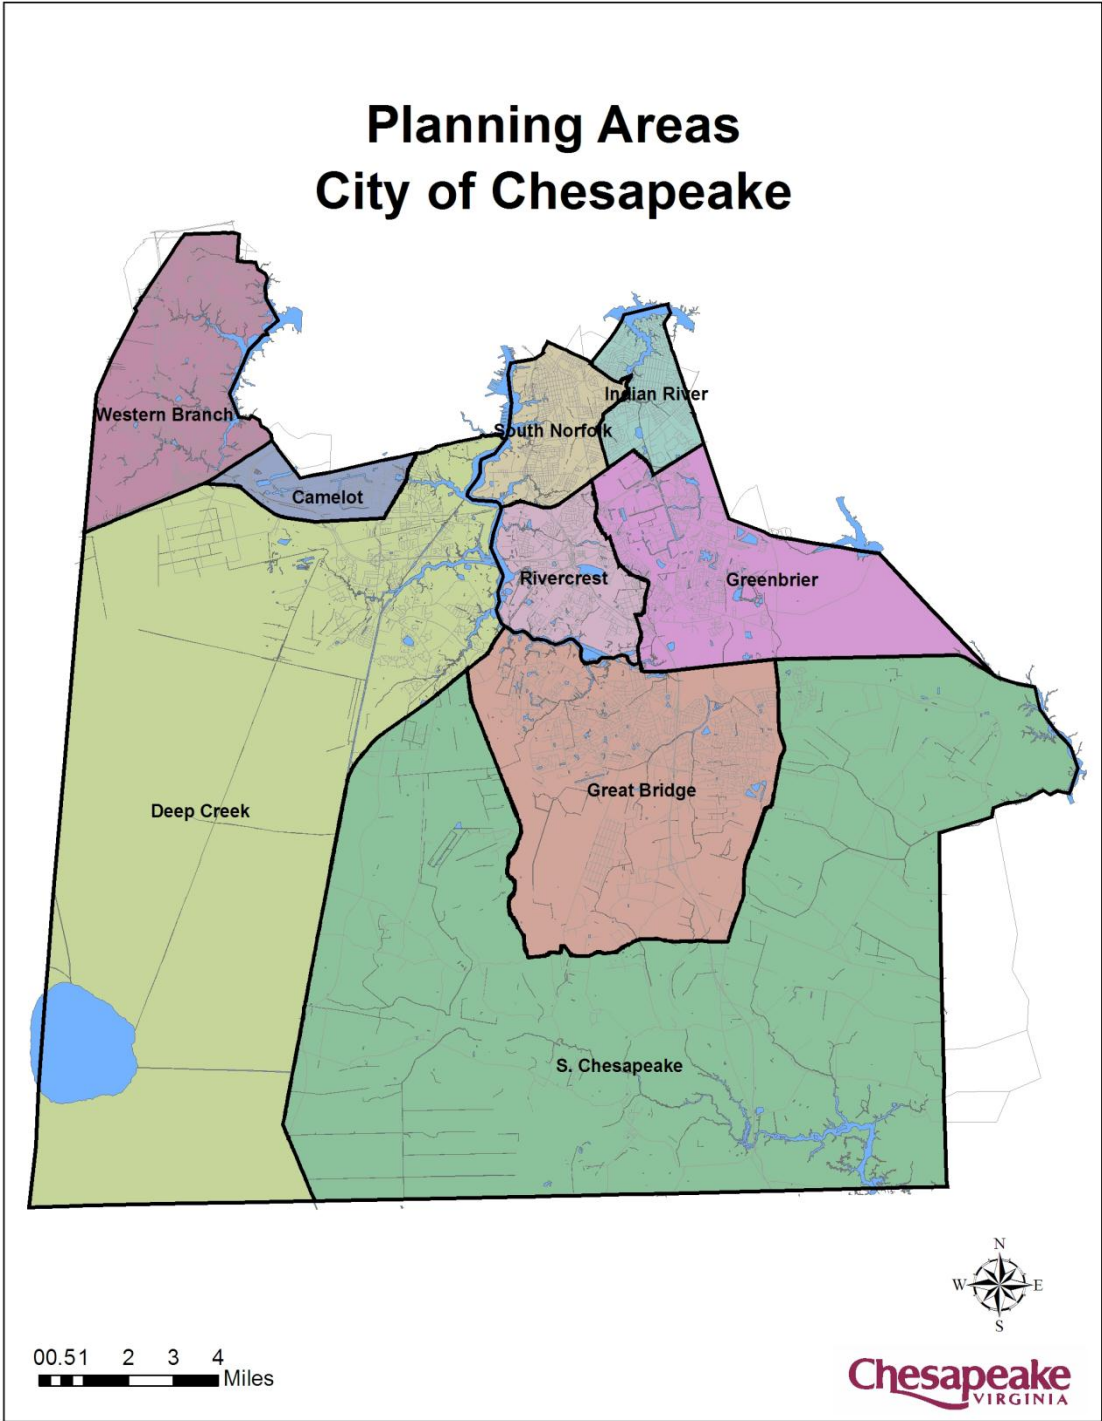 Planning Areas
City of Chesapeake
Western Branch
Indian River
South Norfolk
Camelot
Rivercrest
Greenbrier
Great Bridge
Deep Creek
S. Chesapeake
N
W E
S
00.51 2 3 4
Miles
Chesapeake
VIRGINIA